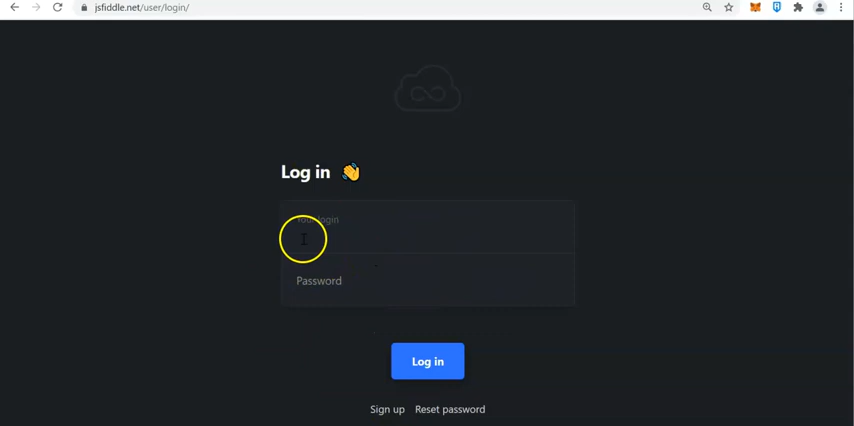 jsfiddle.net/user/login/
Log in 👋
Your login
Password
Log in
Sign up Reset password